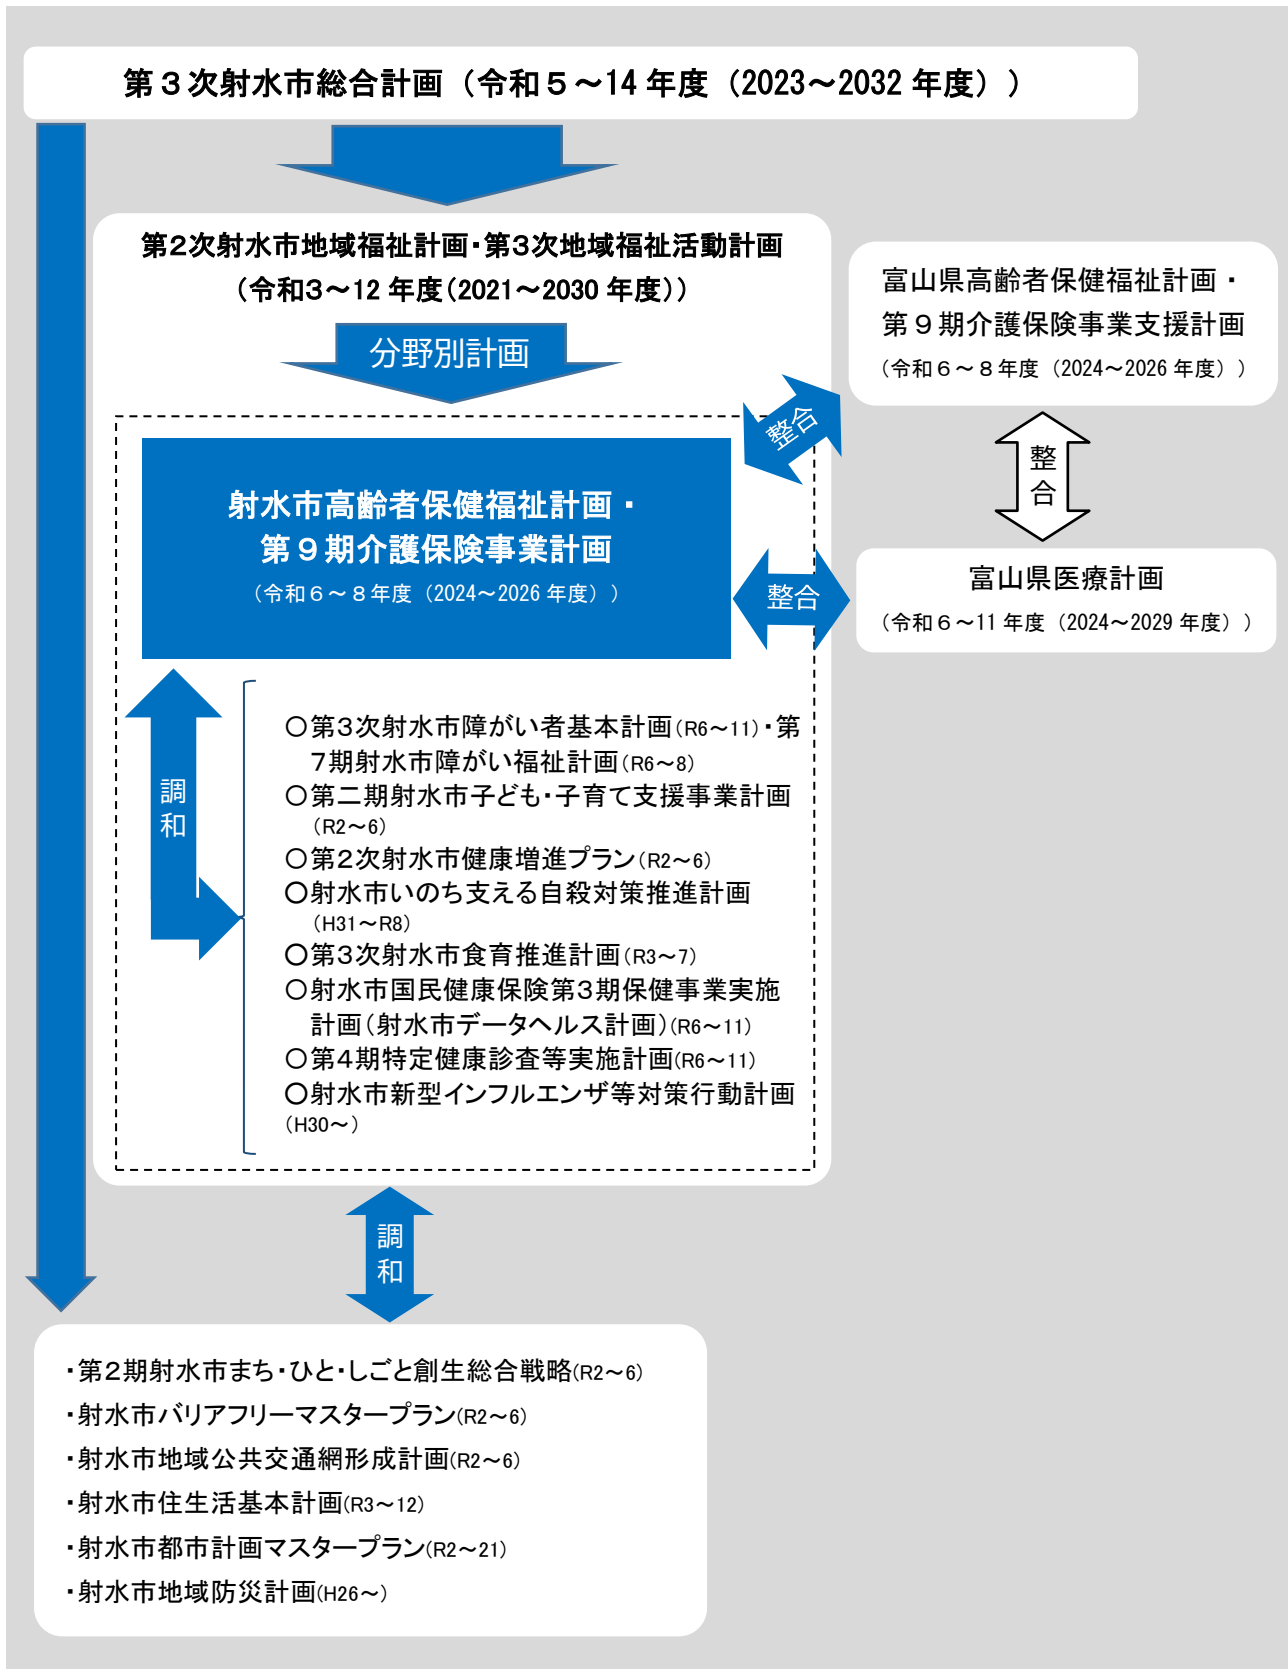 第３次射水市総合計画（令和５～14 年度（2023～2032 年度））
第２次射水市地域福祉計画・第３次地域福祉活動計画
（令和３～12 年度（2021～2030 年度））
分野別計画
富山県高齢者保健福祉計画・
第９期介護保険事業支援計画
（令和６～８年度（2024～2026 年度））
整合
整合
射水市高齢者保健福祉計画・
第９期介護保険事業計画
（令和６～８年度（2024～2026 年度））
整合
富山県医療計画
（令和６～11 年度（2024～2029 年度））
調和
○第３次射水市障がい者基本計画(R6～11)・第
７期射水市障がい福祉計画(R6～8)
○第二期射水市子ども・子育て支援事業計画
(R2～6)
○第２次射水市健康増進プラン(R2～6)
○射水市いのち支える自殺対策推進計画
(H31～R8)
○第３次射水市食育推進計画(R3～7)
○射水市国民健康保険第３期保健事業実施
計画（射水市データヘルス計画）(R6～11)
○第４期特定健康診査等実施計画(R6～11)
○射水市新型インフルエンザ等対策行動計画
(H30～)
調和
・第２期射水市まち・ひと・しごと創生総合戦略(R2～6)
・射水市バリアフリーマスタープラン(R2～6)
・射水市地域公共交通網形成計画(R2～6)
・射水市住生活基本計画(R3～12)
・射水市都市計画マスタープラン(R2～21)
・射水市地域防災計画(H26～)